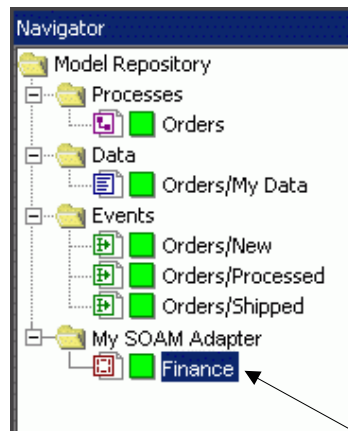 Navigator
Model Repository
Processes
Orders
Data
Orders/My Data
Events
Orders/New
Orders/Processed
Orders/Shipped
My SOAM Adapter
Finance